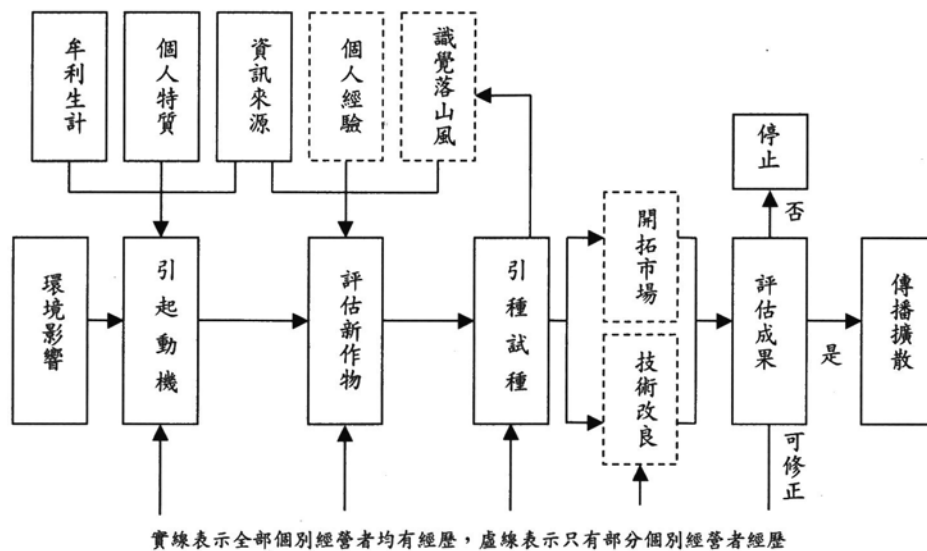 牟利生計
個人特質
資訊來源
個人經驗
識覺落山風
停止
否
環境影響
引起動機
評估新作物
引種試種
開拓市場
技術改良
評估成果
是
傳播擴散
可修正
實線表示全部個別經營者均有經歷，虛線表示只有部分個別經營者經歷